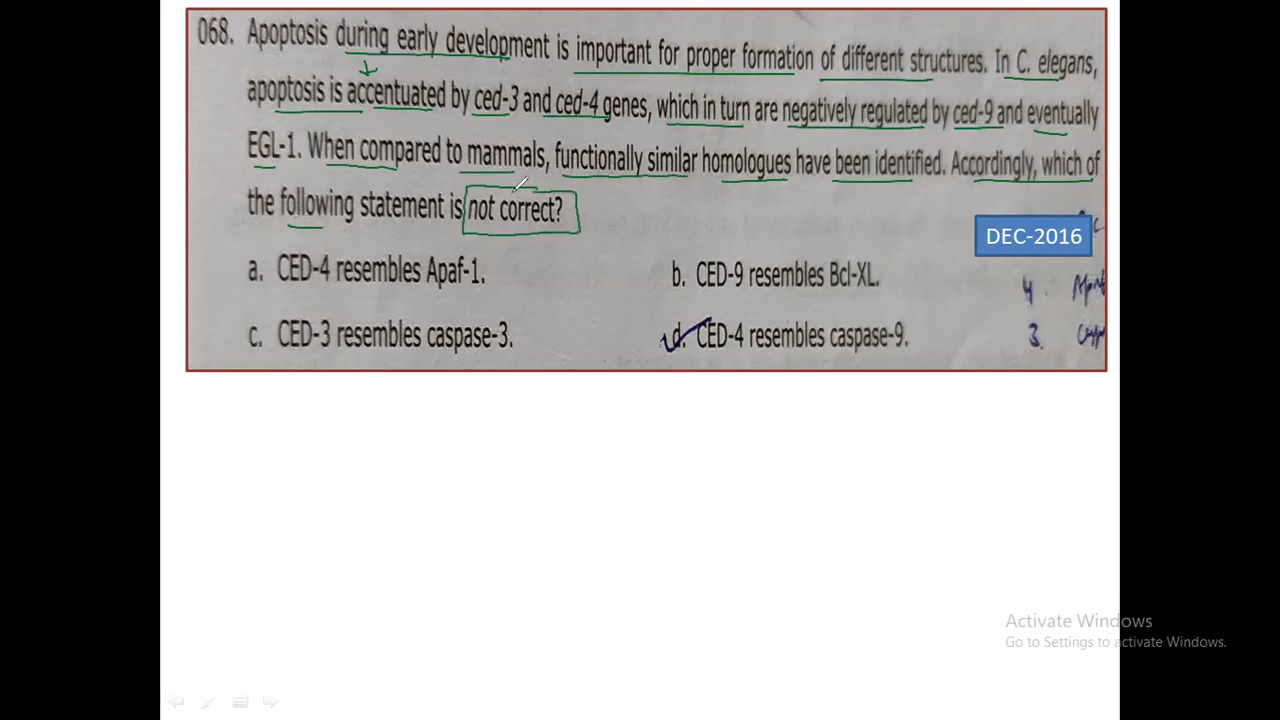 068. Apoptosis during early development is important for proper formation of different structures. In C. elegans,
apoptosis is accentuated by ced-3 and ced-4 genes, which in turn are negatively regulated by ced-9 and eventually
EGL-1. When compared to mammals, functionally similar homologues have been identified. Accordingly, which of
the following statement is not correct?
DEC-2016
a. CED-4 resembles Apaf-1.
b. CED-9 resembles Bcl-XL.
4
c. CED-3 resembles caspase-3.
d. CED-4 resembles caspase-9.
3.
Activate Windows
Go to Settings to activate Windows.